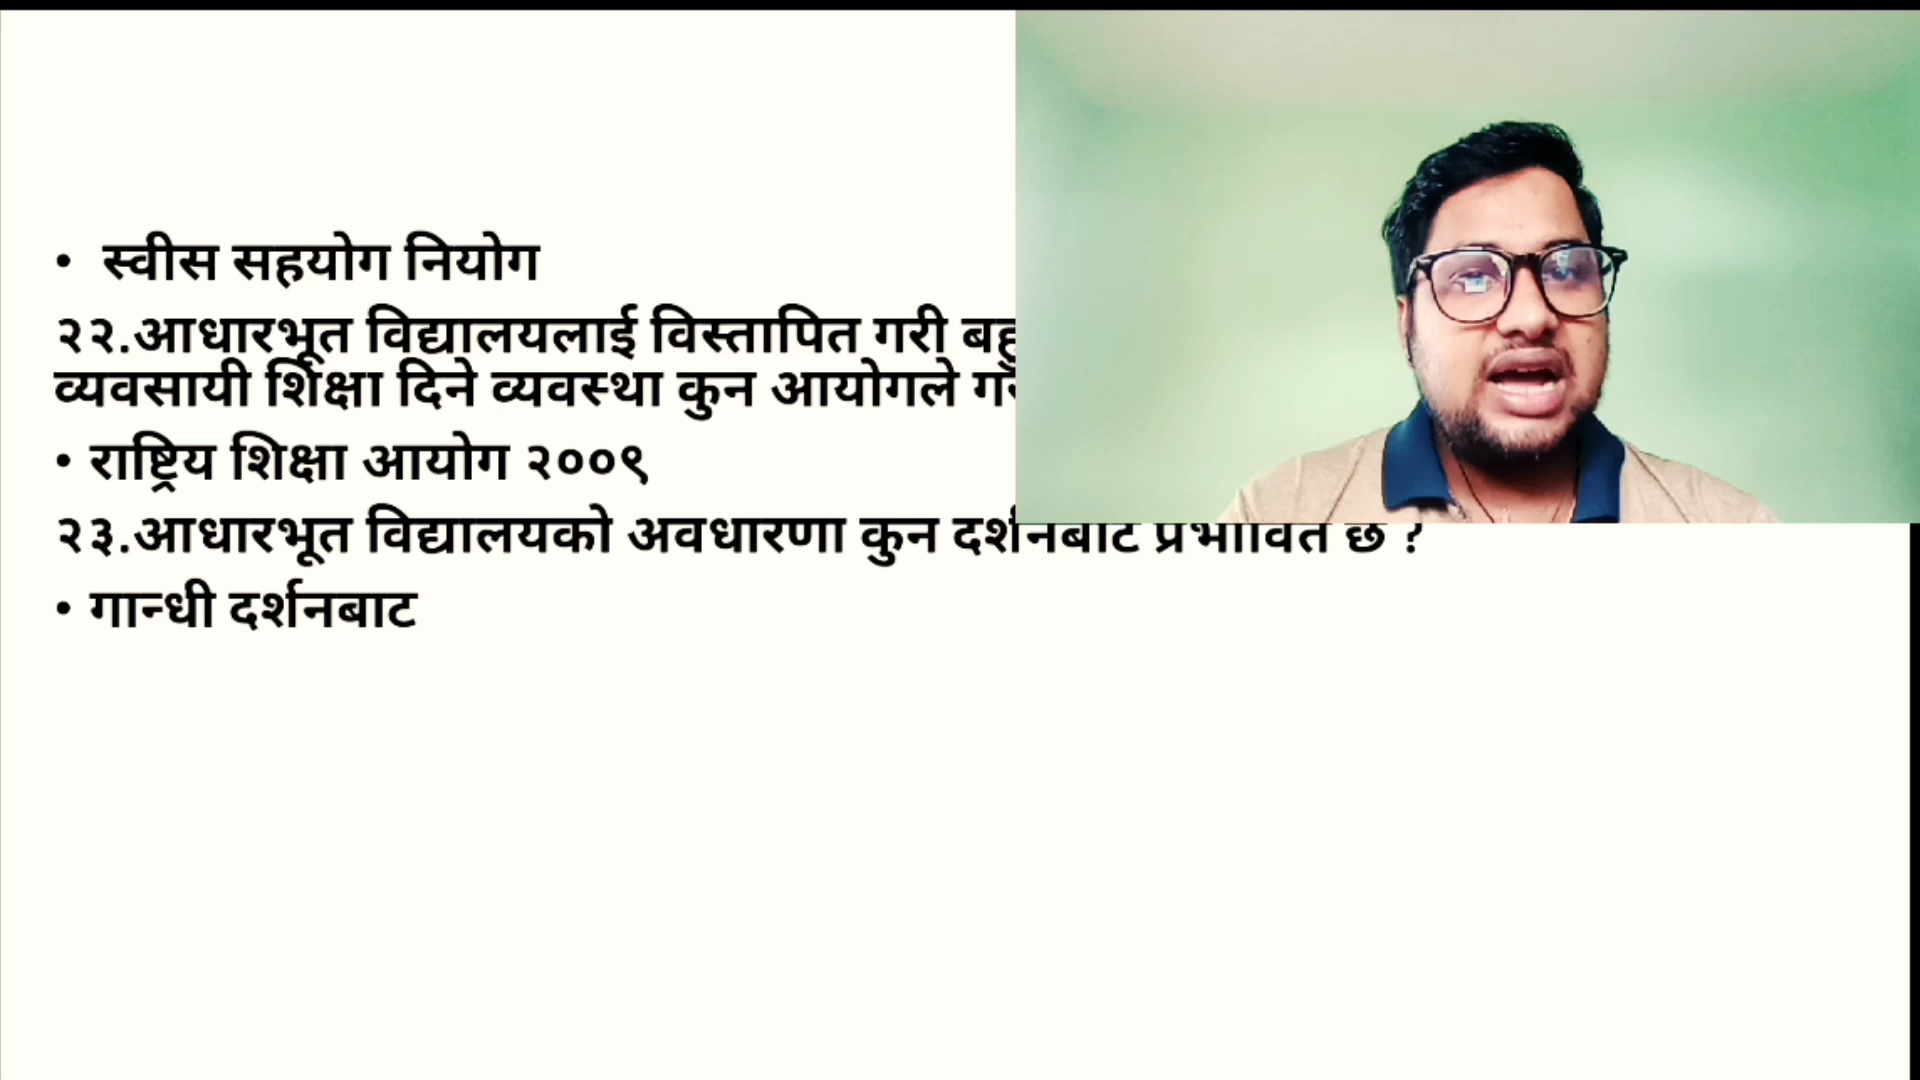 • स्वीस सहयोग नियोग
२२.आधारभूत विद्यालयलाई विस्तापित गरी
व्यवसायी शिक्षा दिने व्यवस्था कुन आयोगले
• राष्ट्रिय शिक्षा आयोग २००९
२३.आधारभूत विद्यालयको अवधारणा कुन दर्शनबाट प्रभावित छ ?
• गान्धी दर्शनबाट